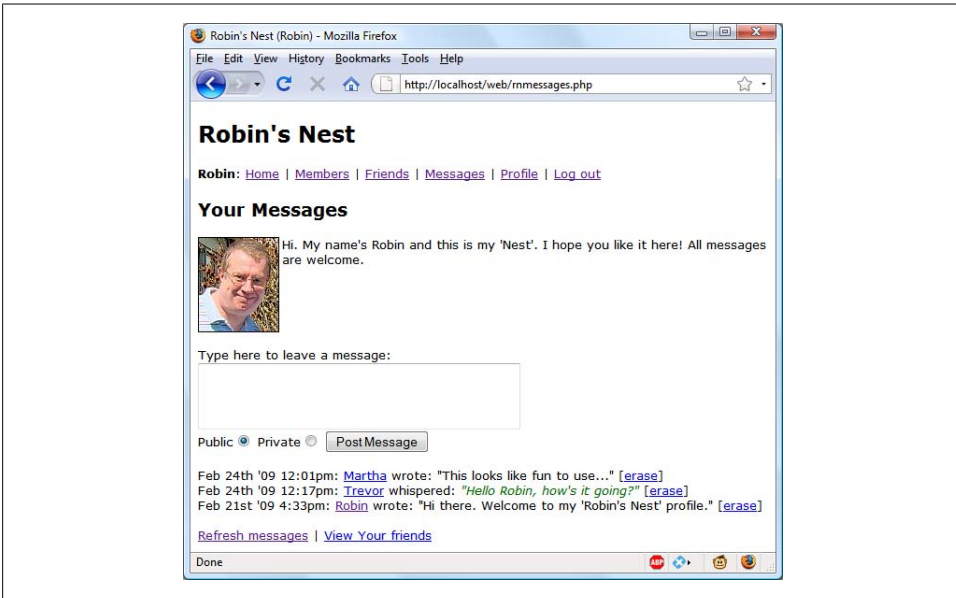 Robin's Nest (Robin) - Mozilla Firefox
File Edit View History Bookmarks Tools Help
http://localhost/web/rnmessages.php
Robin's Nest
Robin: Home | Members | Friends | Messages | Profile | Log out
Your Messages
Hi. My name's Robin and this is my 'Nest'. I hope you like it here! All messages
are welcome.
Type here to leave a message:
Public Private Post Message
Feb 24th '09 12:01pm: Martha wrote: "This looks like fun to use..." [erase]
Feb 24th '09 12:17pm: Trevor whispered: "Hello Robin, how's it going?" [erase]
Feb 21st '09 4:33pm: Robin wrote: "Hi there. Welcome to my 'Robin's Nest' profile." [erase]
Refresh messages | View Your friends
Done ABP